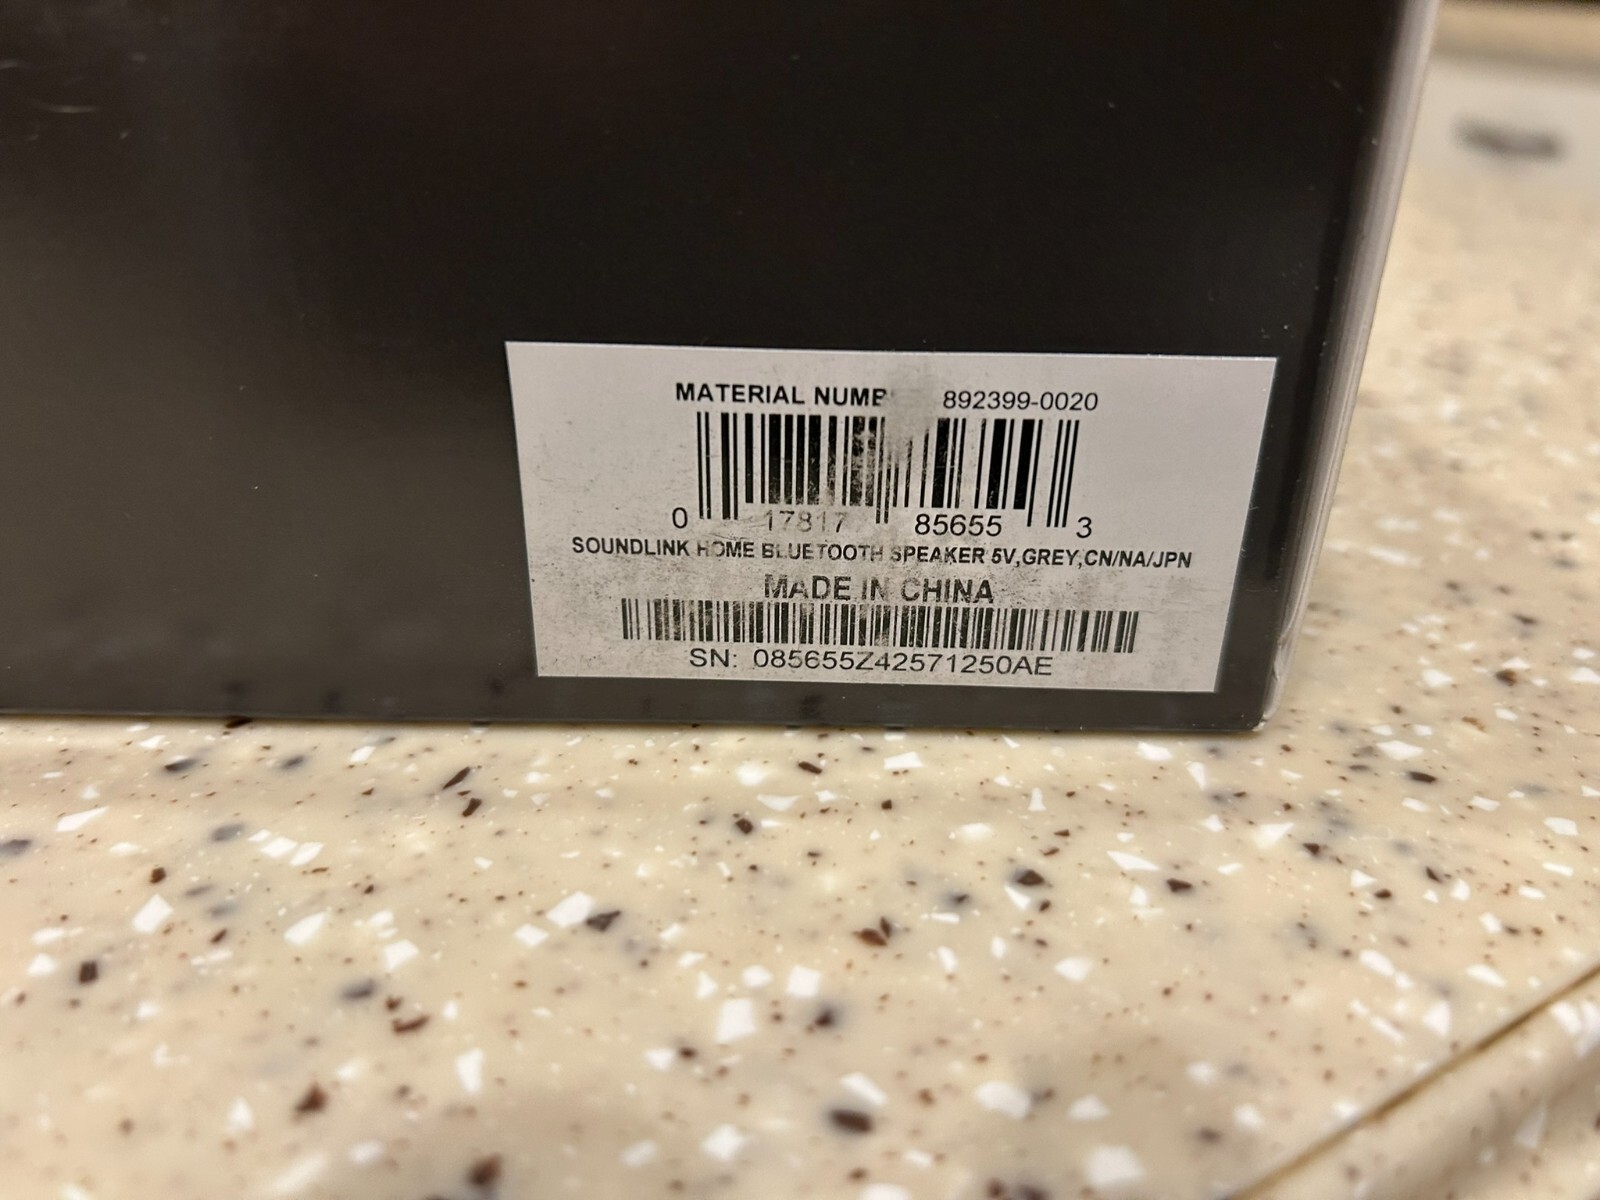 MATERIAL NUMB 892399-0020
0 17817 85655 3
SOUNDLINK HOME BLUETOOTH SPEAKER 5V,GREY,CN/NA/JPN
MADE IN CHINA
SN: 085655Z42571250AE